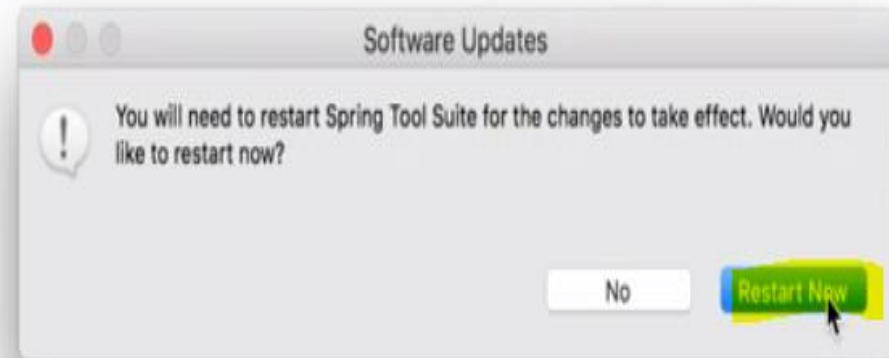 Software Updates
You will need to restart Spring Tool Suite for the changes to take effect. Would you
like to restart now?
No
Restart Now